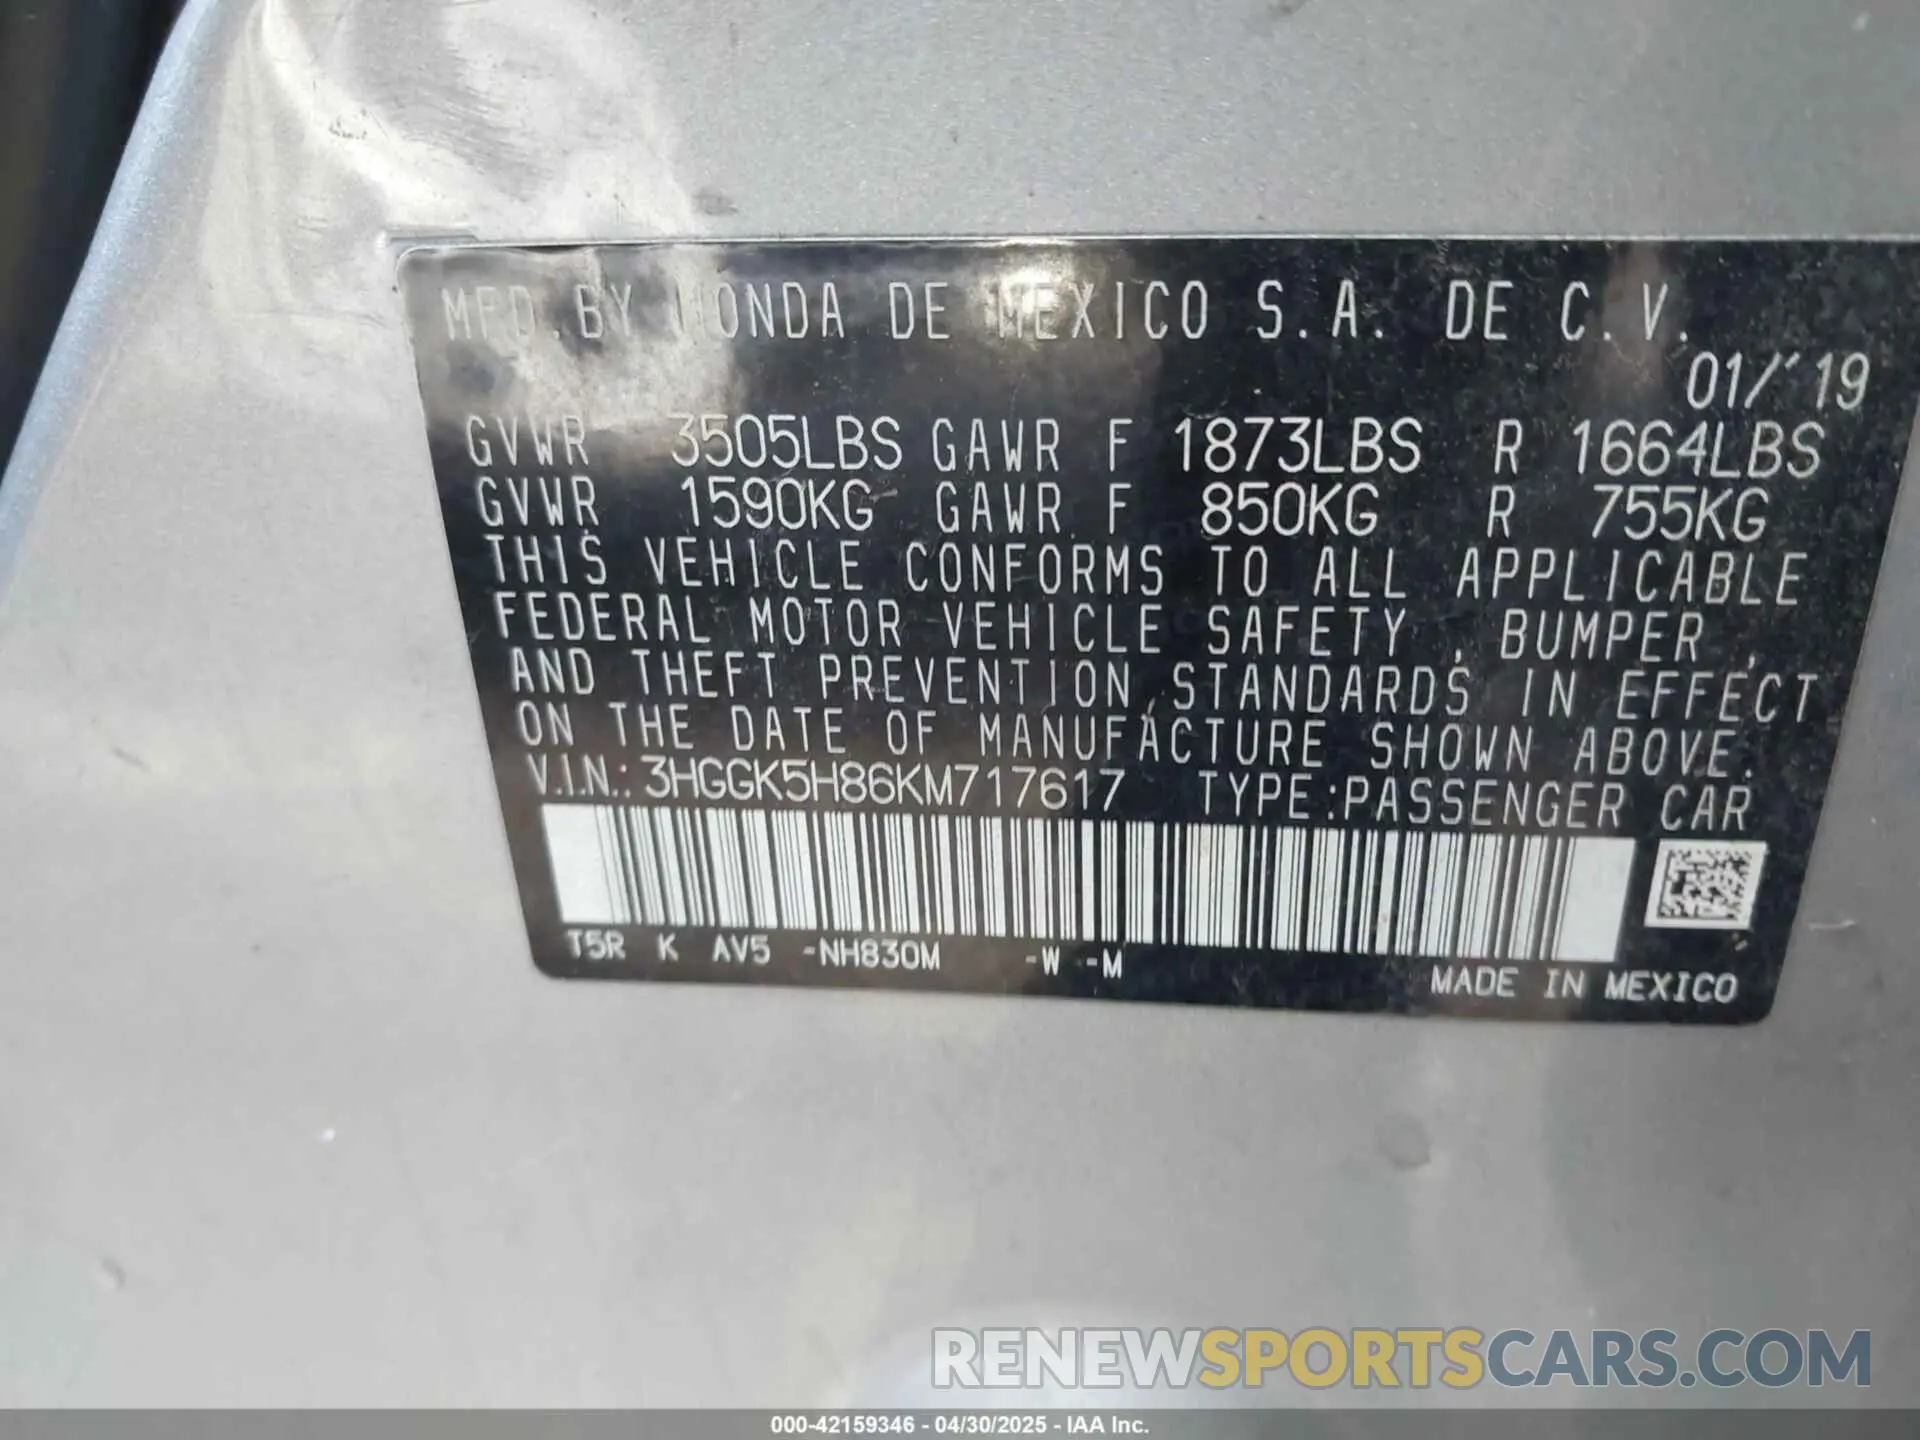 MFD. BY HONDA DE MEXICO S.A. DE C.V.
01/'19
GVWR 3505LBS GAWR F 1873LBS R 1664LBS
GVWR 1590KG GAWR F 850KG R 755KG
THIS VEHICLE CONFORMS TO ALL APPLICABLE
FEDERAL MOTOR VEHICLE SAFETY, BUMPER,
AND THEFT PREVENTION STANDARDS IN EFFECT
ON THE DATE OF MANUFACTURE SHOWN ABOVE.
V.I.N.: 3HGGK5H86KM717617 TYPE:PASSENGER CAR
T5R K AV5 -NH830M -W -M
MADE IN MEXICO
RENEWSPORTSCARS.COM
000-42159346 - 04/30/2025 - IAA Inc.